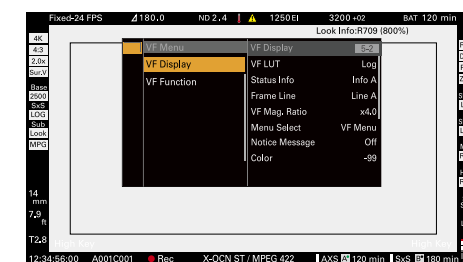 Fixed-24 FPS ⊿180.0 ND 2.4 1250EI 3200 +02 BAT 120 min
Look Info:R709 (800%)
4K
4:3
2.0x
Sur.V
Base
2500
SxS
LOG
Sub
Look
MPG
VF Menu VF Display 5-2
VF Display VF LUT Log
VF Function Status Info Info A
Frame Line Line A
VF Mag. Ratio x4.0
Menu Select VF Menu
Notice Message Off
Color -99
14
mm
7.9
ft
T2.8
High Key High Key
12:34:56:00 A001C001 Rec X-OCN ST / MPEG 422 AXS A 120 min SxS B 180 min